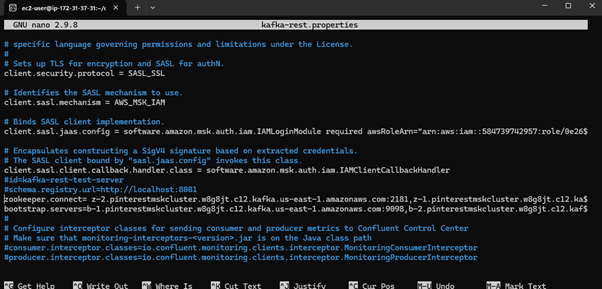 ec2-user@ip-172-31-37-31:~/c
GNU nano 2.9.8 kafka-rest.properties
# specific language governing permissions and limitations under the License.
#
# Sets up TLS for encryption and SASL for authN.
client.security.protocol = SASL_SSL
# Identifies the SASL mechanism to use.
client.sasl.mechanism = AWS_MSK_IAM
# Binds SASL client implementation.
client.sasl.jaas.config = software.amazon.msk.auth.iam.IAMLoginModule required awsRoleArn="arn:aws:iam::584739742957:role/0e26$
# Encapsulates constructing a SigV4 signature based on extracted credentials.
# The SASL client bound by "sasl.jaas.config" invokes this class.
client.sasl.client.callback.handler.class = software.amazon.msk.auth.iam.IAMClientCallbackHandler
#id=kafka-rest-test-server
#schema.registry.url=http://localhost:8081
zookeeper.connect= z-2.pinterestmskcluster.w8g8jt.c12.kafka.us-east-1.amazonaws.com:2181,z-1.pinterestmskcluster.w8g8jt.c12.ka$
bootstrap.servers=b-1.pinterestmskcluster.w8g8jt.c12.kafka.us-east-1.amazonaws.com:9098,b-2.pinterestmskcluster.w8g8jt.c12.kaf$
#
# Configure interceptor classes for sending consumer and producer metrics to Confluent Control Center
# Make sure that monitoring-interceptors-<version>.jar is on the Java class path
#consumer.interceptor.classes=io.confluent.monitoring.clients.interceptor.MonitoringConsumerInterceptor
#producer.interceptor.classes=io.confluent.monitoring.clients.interceptor.MonitoringProducerInterceptor
^G Get Help ^O Write Out ^W Where Is ^K Cut Text ^J Justify ^C Cur Pos M-U Undo M-A Mark Text